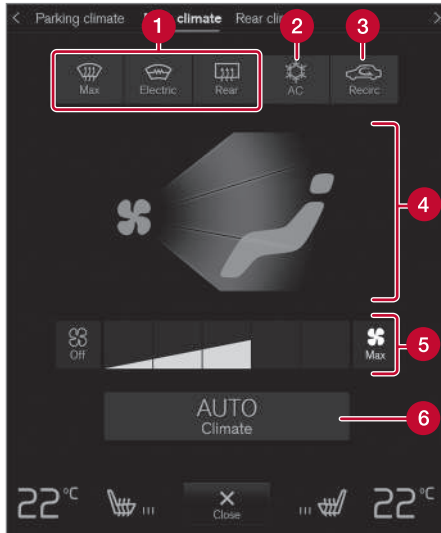 Parking climate climate Rear
1 2 3
Max Electric Rear AC Recirc
4
Off Max 5
AUTO 6
Climate
22°C 22°C
Close